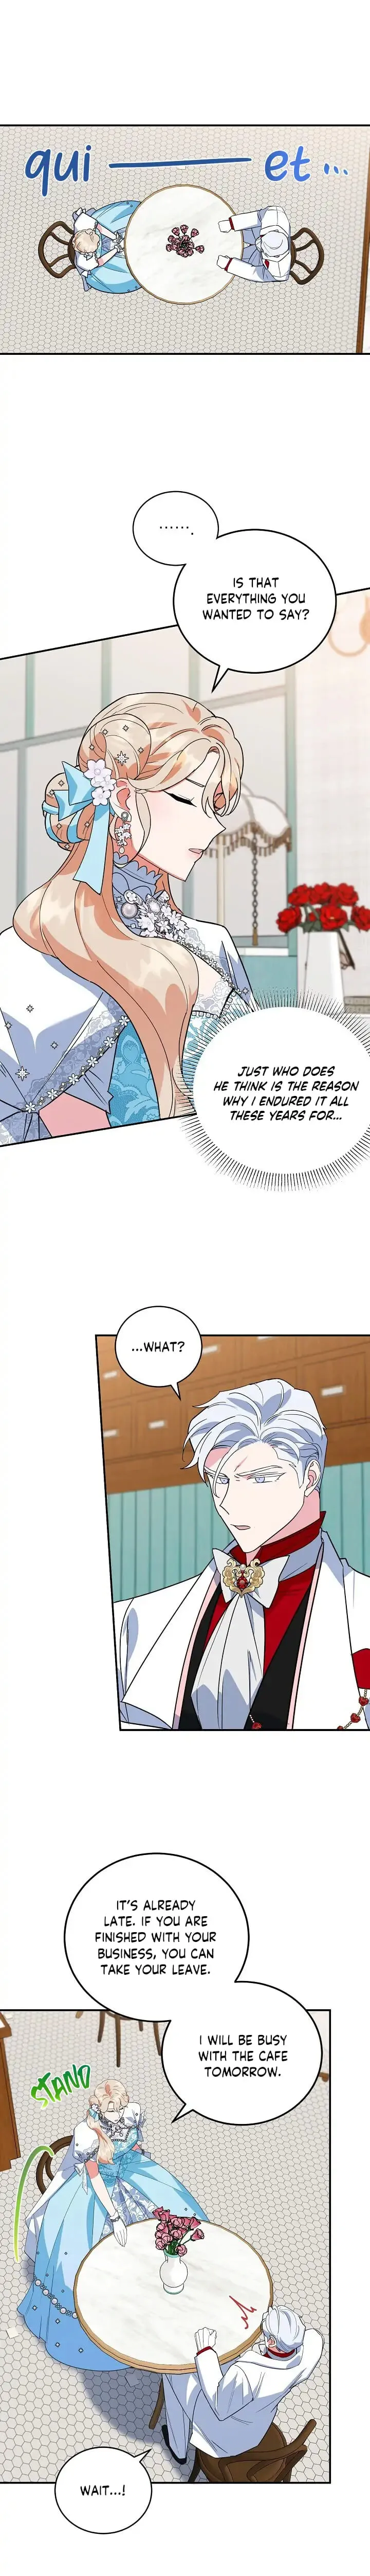 qui — et...
.......
IS THAT
EVERYTHING YOU
WANTED TO SAY?
JUST WHO DOES
HE THINK IS THE REASON
WHY I ENDURED IT ALL
THESE YEARS FOR...
...WHAT?
IT'S ALREADY
LATE. IF YOU ARE
FINISHED WITH YOUR
BUSINESS, YOU CAN
TAKE YOUR LEAVE.
I WILL BE BUSY
WITH THE CAFE
TOMORROW.
STAND
WAIT...!